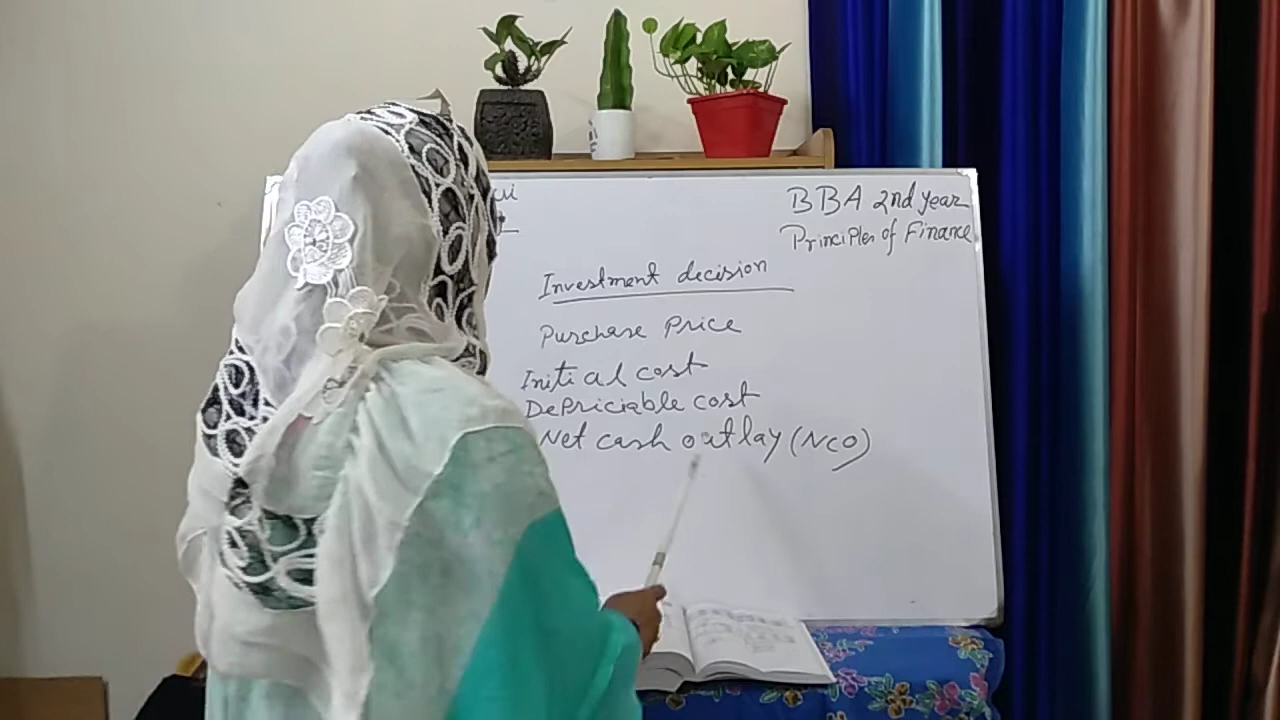 BBA 2nd year
Principles of Finance
Investment decision
Purchase Price
Initial cost
Depriciable cost
Net cash outlay (NCO)